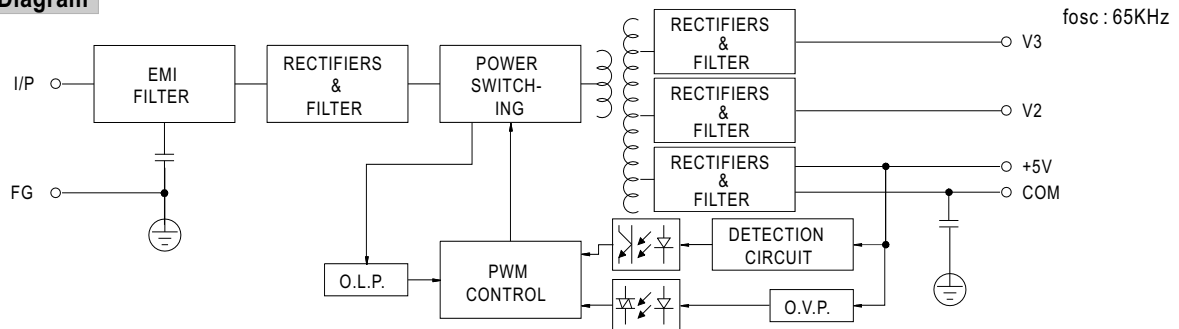 Diagram
fosc : 65KHz
I/P
EMI
FILTER
RECTIFIERS
&
FILTER
POWER
SWITCH-
ING
RECTIFIERS
&
FILTER
V3
RECTIFIERS
&
FILTER
V2
RECTIFIERS
&
FILTER
+5V
COM
FG
O.L.P.
PWM
CONTROL
DETECTION
CIRCUIT
O.V.P.